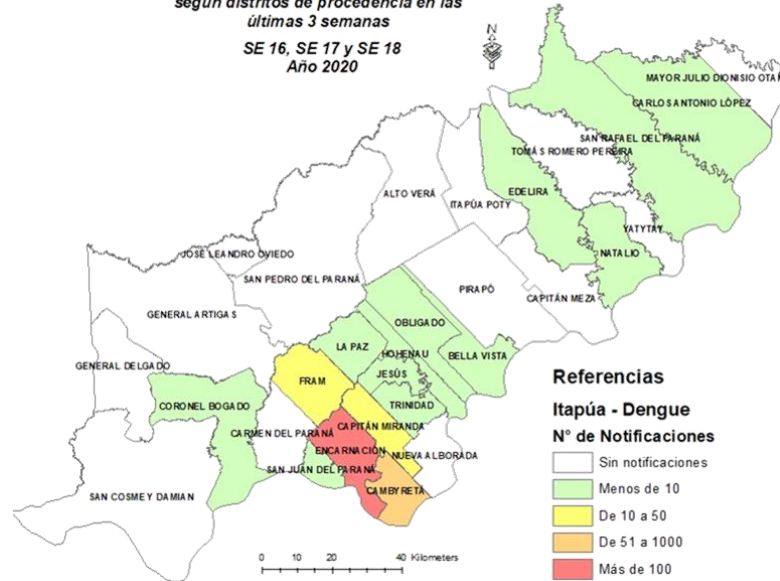 según distritos de procedencia en las
últimas 3 semanas
SE 16, SE 17 y SE 18
Año 2020
N
MAYOR JULIO DIONISIO OTAÑ
CARLOS ANTONIO LÓPEZ
SAN RAFAEL DEL PARANÁ
TOMÁS ROMERO PEREIRA
ALTO VERÁ
EDELIRA
ITAPÚA POTY
YATYTAY
NATALIO
JOSÉ LEANDRO OVIEDO
SAN PEDRO DEL PARANÁ
PIRAPÓ
CAPITÁN MEZA
GENERAL ARTIGAS
OBLIGADO
LA PAZ
HOHENAU
BELLA VISTA
GENERAL DELGADO
JESÚS
FRAM
CORONEL BOGADO
TRINIDAD
CAPITÁN MIRANDA
CARMEN DEL PARANÁ
ENCARNACIÓN
NUEVA ALBORADA
SAN JUAN DEL PARANÁ
CAMBYRETÁ
SAN COSME Y DAMIAN
0 10 20 40 Kilometers
Referencias
Itapúa - Dengue
N° de Notificaciones
Sin notificaciones
Menos de 10
De 10 a 50
De 51 a 1000
Más de 100